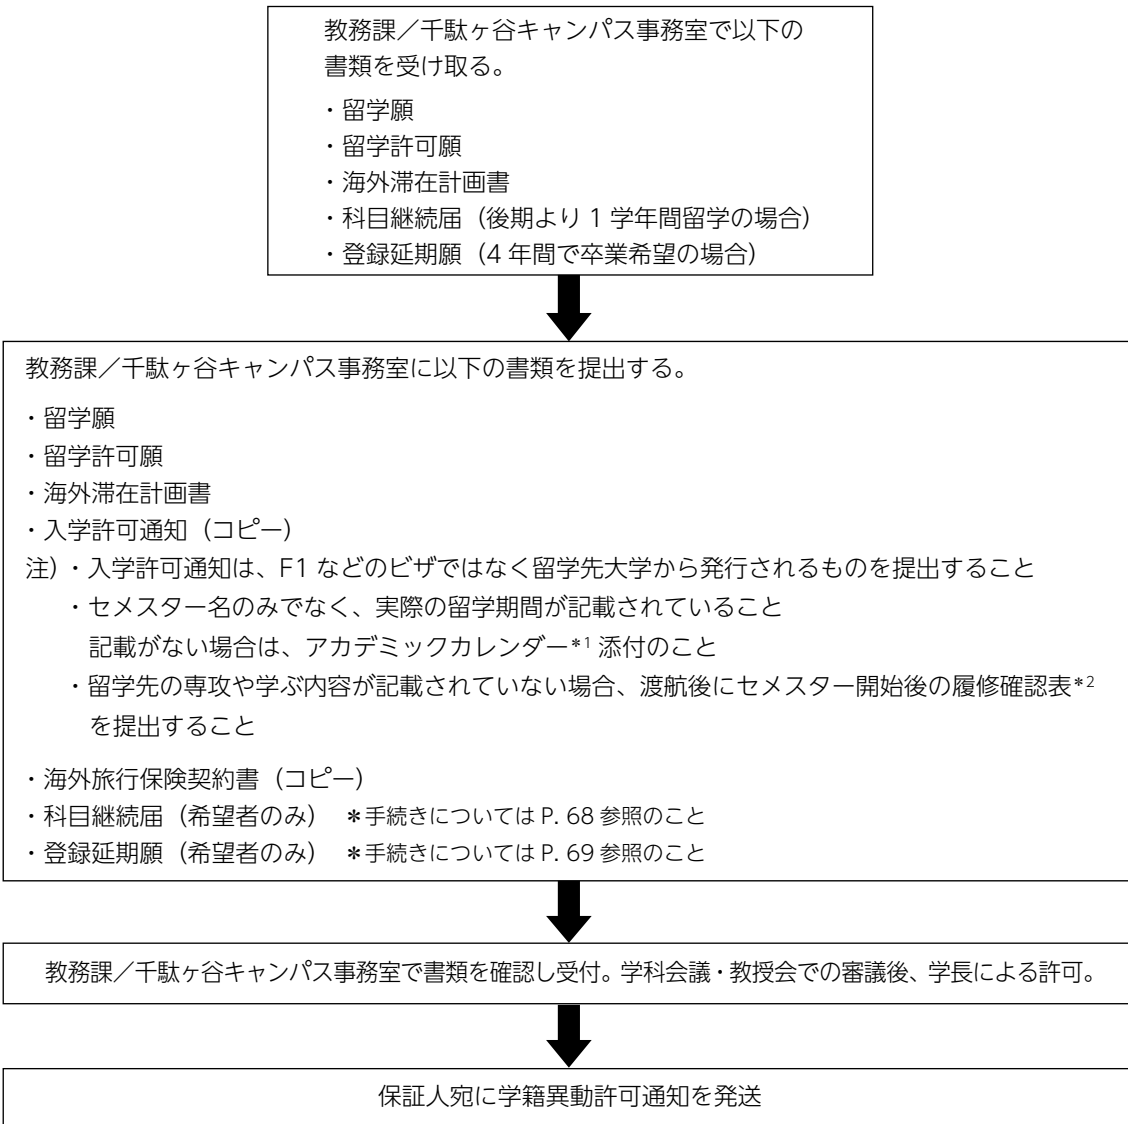 教務課／千駄ヶ谷キャンパス事務室で以下の
書類を受け取る。
・留学願
・留学許可願
・海外滞在計画書
・科目継続届（後期より 1 学年間留学の場合）
・登録延期願（4 年間で卒業希望の場合）
教務課／千駄ヶ谷キャンパス事務室に以下の書類を提出する。
・留学願
・留学許可願
・海外滞在計画書
・入学許可通知（コピー）
注）・入学許可通知は、F1 などのビザではなく留学先大学から発行されるものを提出すること
・セメスター名のみでなく、実際の留学期間が記載されていること
記載がない場合は、アカデミックカレンダー*1 添付のこと
・留学先の専攻や学ぶ内容が記載されていない場合、渡航後にセメスター開始後の履修確認表*2
を提出すること
・海外旅行保険契約書（コピー）
・科目継続届（希望者のみ） ＊手続きについては P. 68 参照のこと
・登録延期願（希望者のみ） ＊手続きについては P. 69 参照のこと
教務課／千駄ヶ谷キャンパス事務室で書類を確認し受付。学科会議・教授会での審議後、学長による許可。
保証人宛に学籍異動許可通知を発送